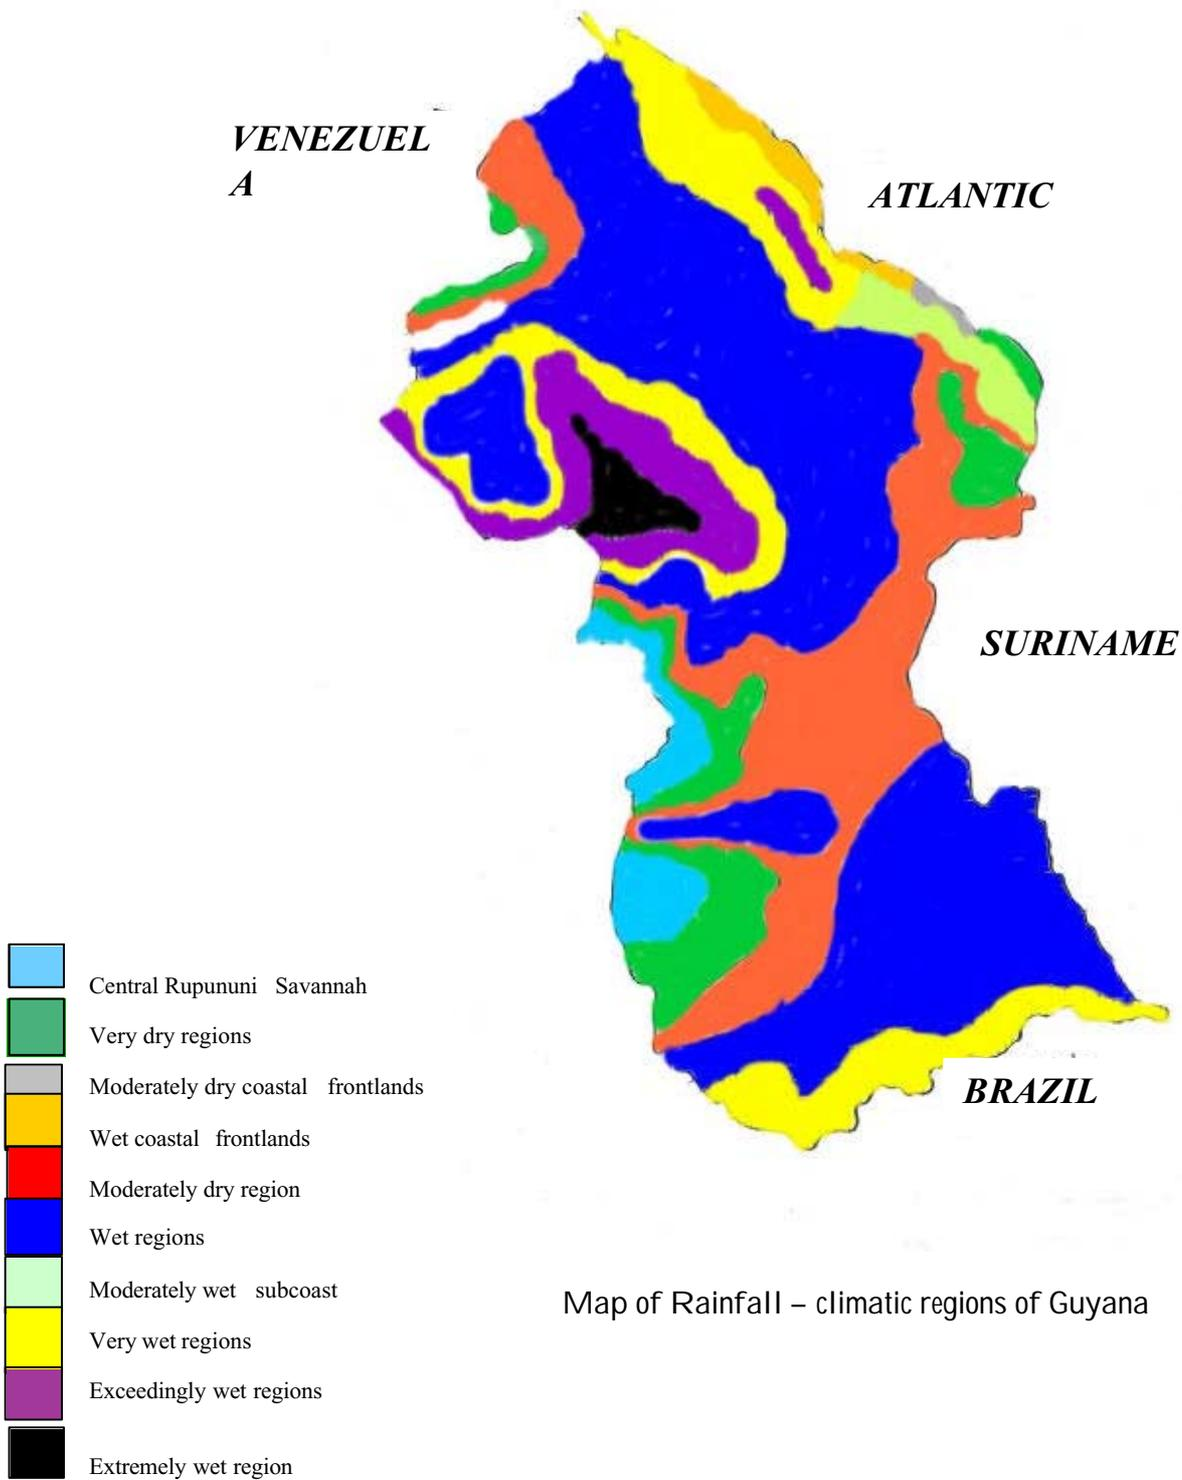 VENEZUEL
A
ATLANTIC
SURINAME
BRAZIL
Central Rupununi Savannah
Very dry regions
Moderately dry coastal frontlands
Wet coastal frontlands
Moderately dry region
Wet regions
Moderately wet subcoast
Very wet regions
Exceedingly wet regions
Extremely wet region
Map of Rainfall – climatic regions of Guyana